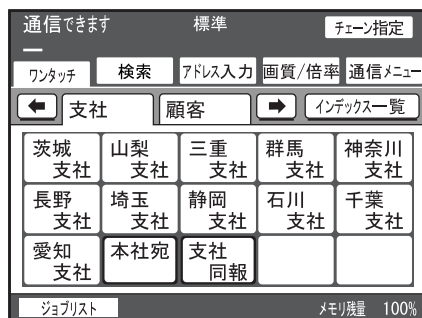 通信できます 標準 チェーン指定
ワンタッチ 検索 アドレス入力 画質/倍率 通信メニュー
支社 顧客 インデックス一覧
茨城 山梨 三重 群馬 神奈川
支社 支社 支社 支社 支社
長野 埼玉 静岡 石川 千葉
支社 支社 支社 支社 支社
愛知 本社宛 支社
支社 同報
ジョブリスト メモリ残量 100%